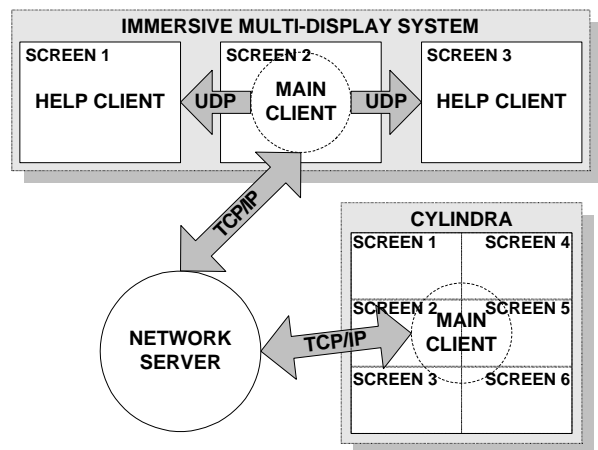 IMMERSIVE MULTI-DISPLAY SYSTEM
SCREEN 1
SCREEN 2
SCREEN 3
HELP CLIENT
UDP
MAIN
CLIENT
UDP
HELP CLIENT
TCP/IP
CYLINDRA
SCREEN 1
SCREEN 4
SCREEN 2
SCREEN 5
MAIN
CLIENT
SCREEN 3
SCREEN 6
NETWORK
SERVER
TCP/IP